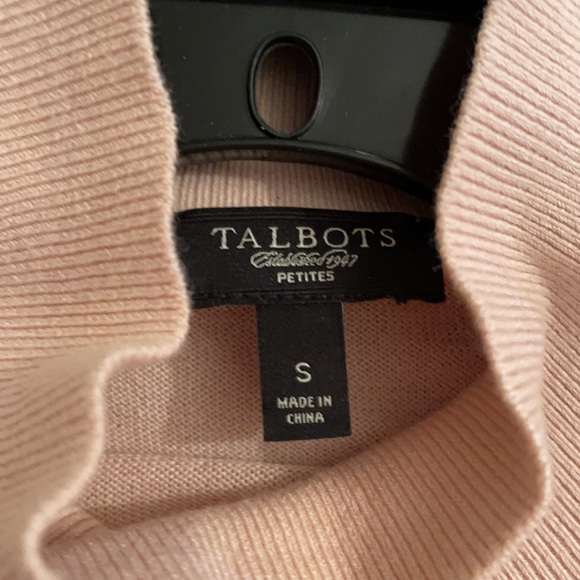 TALBOTS
Established 1947
PETITES
S
MADE IN
CHINA